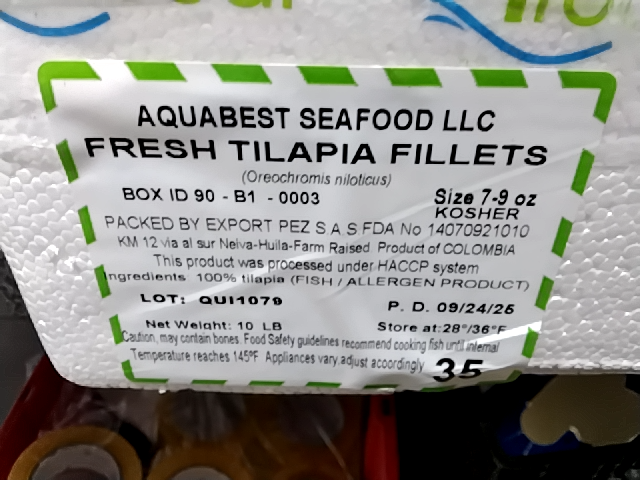 AQUABEST SEAFOOD LLC
FRESH TILAPIA FILLETS
(Oreochromis niloticus)
BOX ID 90 - B1 - 0003
Size 7-9 oz
KOSHER
PACKED BY EXPORT PEZ S A S FDA No 14070921010
KM 12 via al sur Neiva-Huila-Farm Raised Product of COLOMBIA
This product was processed under HACCP system
Ingredients 100% tilapia (FISH / ALLERGEN PRODUCT)
LOT: QUI1079
P. D. 09/24/25
Net Weight: 10 LB
Store at:28°/36°F
Caution, may contain bones. Food Safety guidelines recommend cooking fish until internal
Temperature reaches 145ºF Appliances vary, adjust accordingly
35